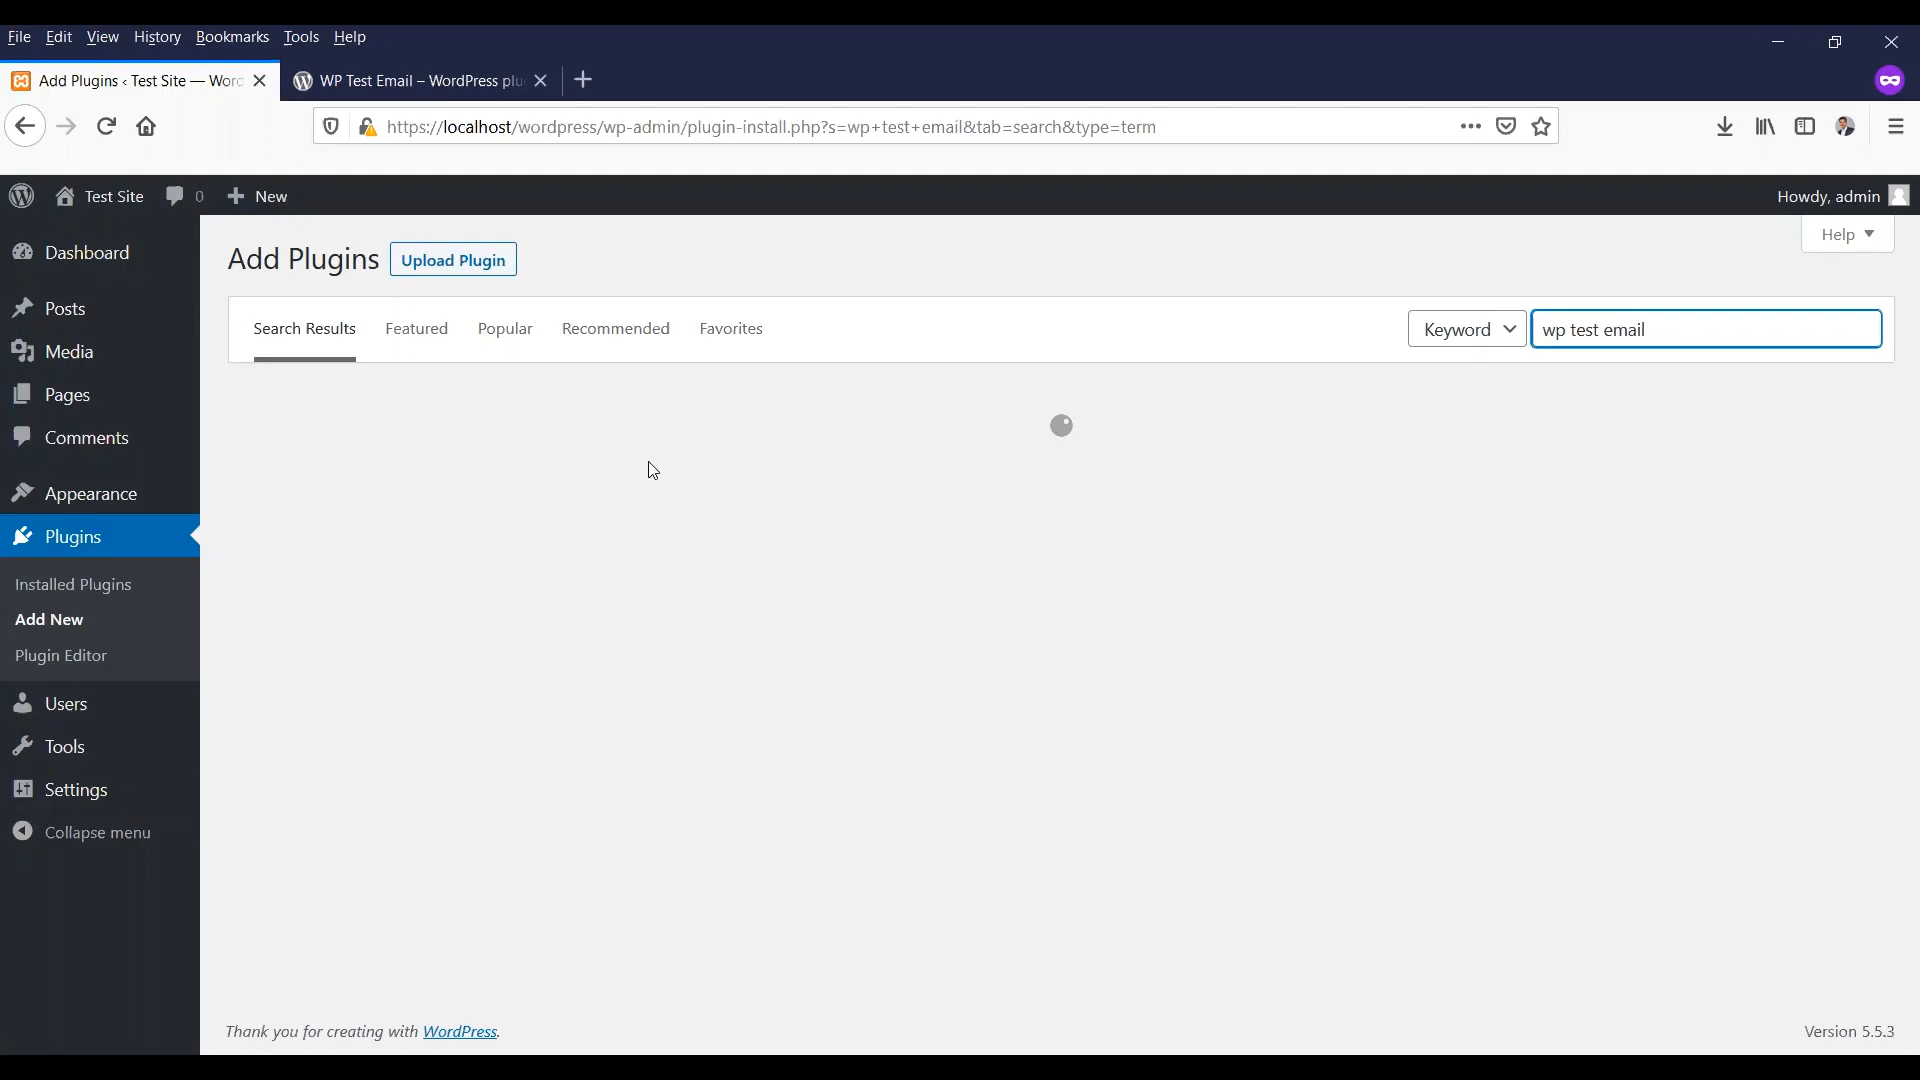 File Edit View History Bookmarks Tools Help
Add Plugins ‹ Test Site — Word
WP Test Email – WordPress plu
https://localhost/wordpress/wp-admin/plugin-install.php?s=wp+test+email&tab=search&type=term
Test Site 0 New Howdy, admin
Dashboard
Posts
Media
Pages
Comments
Appearance
Plugins
Installed Plugins
Add New
Plugin Editor
Users
Tools
Settings
Collapse menu
Help
Add Plugins Upload Plugin
Search Results Featured Popular Recommended Favorites Keyword wp test email
Thank you for creating with WordPress. Version 5.5.3